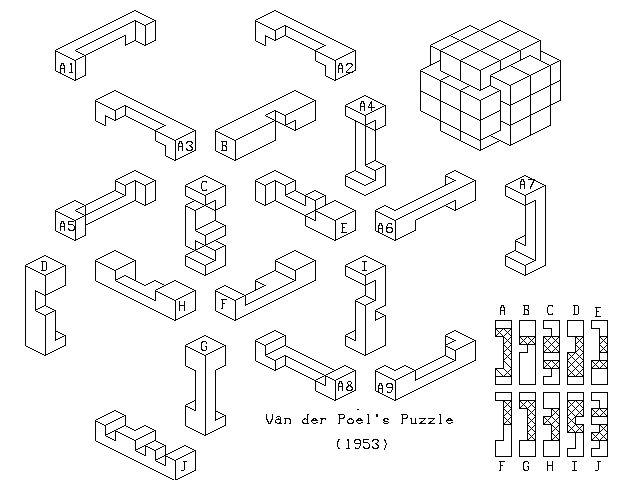 A1
A2
A3
B
A4
A5
C
E
A6
A7
D
H
F
I
G
A8
A9
J
Van der Poel's Puzzle
(1953)
A B C D E
F G H I J